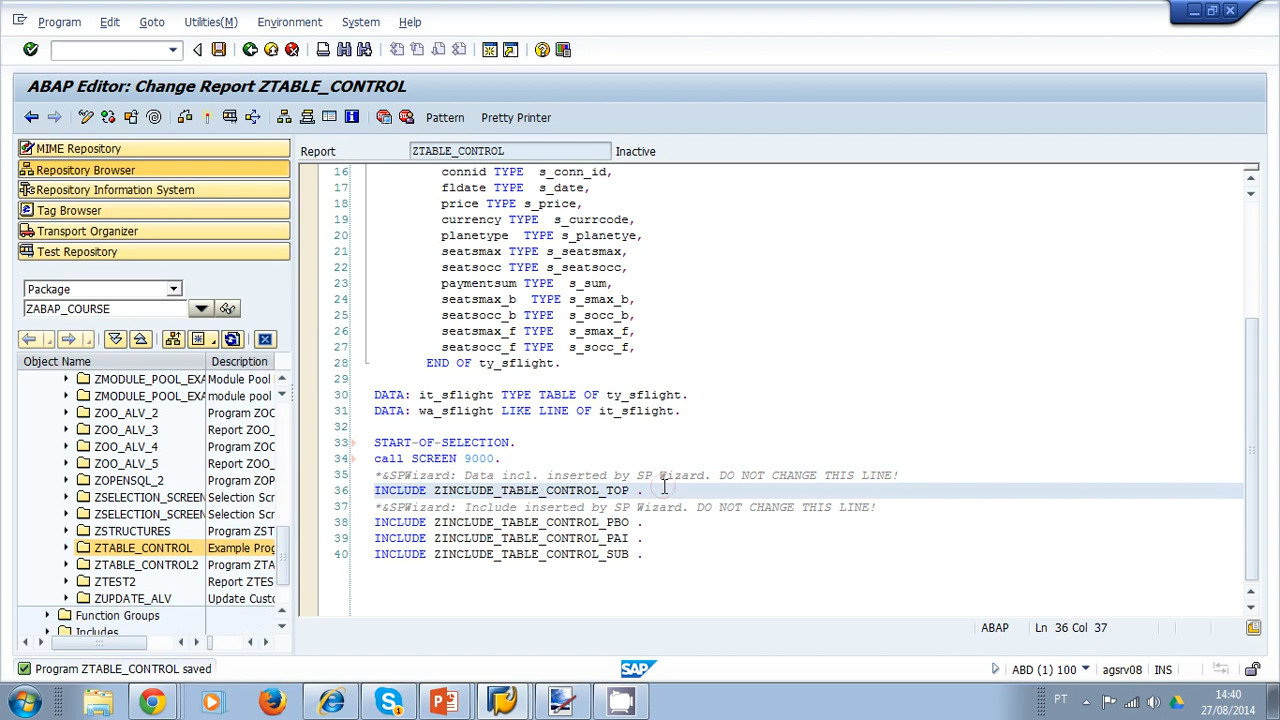 Program Edit Goto Utilities(M) Environment System Help
ABAP Editor: Change Report ZTABLE_CONTROL
Pattern Pretty Printer
MIME Repository
Repository Browser
Repository Information System
Tag Browser
Transport Organizer
Test Repository
Package
ZABAP_COURSE
Object Name Description
ZMODULE_POOL_EXA Module Pool
ZMODULE_POOL_EXA module pool
ZOO_ALV_2 Program ZOC
ZOO_ALV_3 Report ZOO_
ZOO_ALV_4 Program ZOC
ZOO_ALV_5 Report ZOO_
ZOPENSQL_2 Program ZOP
ZSELECTION_SCREEN Selection Scr
ZSELECTION_SCREEN Selection Scr
ZSTRUCTURES Program ZST
ZTABLE_CONTROL Example Prog
ZTABLE_CONTROL2 Program ZTA
ZTEST2 Report ZTES
ZUPDATE_ALV Update Custo
Function Groups
Includes
Report ZTABLE_CONTROL Inactive
16 connid TYPE s_conn_id,
17 fldate TYPE s_date,
18 price TYPE s_price,
19 currency TYPE s_currcode,
20 planetype TYPE s_planetye,
21 seatsmax TYPE s_seatsmax,
22 seatsocc TYPE s_seatsocc,
23 paymentsum TYPE s_sum,
24 seatsmax_b TYPE s_smax_b,
25 seatsocc_b TYPE s_socc_b,
26 seatsmax_f TYPE s_smax_f,
27 seatsocc_f TYPE s_socc_f,
28 END OF ty_sflight.
29
30 DATA: it_sflight TYPE TABLE OF ty_sflight.
31 DATA: wa_sflight LIKE LINE OF it_sflight.
32
33 START-OF-SELECTION.
34 call SCREEN 9000.
35 *&SPWizard: Data incl. inserted by SP Wizard. DO NOT CHANGE THIS LINE!
36 INCLUDE ZINCLUDE_TABLE_CONTROL_TOP .
37 *&SPWizard: Include inserted by SP Wizard. DO NOT CHANGE THIS LINE!
38 INCLUDE ZINCLUDE_TABLE_CONTROL_PBO .
39 INCLUDE ZINCLUDE_TABLE_CONTROL_PAI .
40 INCLUDE ZINCLUDE_TABLE_CONTROL_SUB .
ABAP Ln 36 Col 37
Program ZTABLE_CONTROL saved
SAP
ABD (1) 100 agsrv08 INS
PT
14:40
27/08/2014